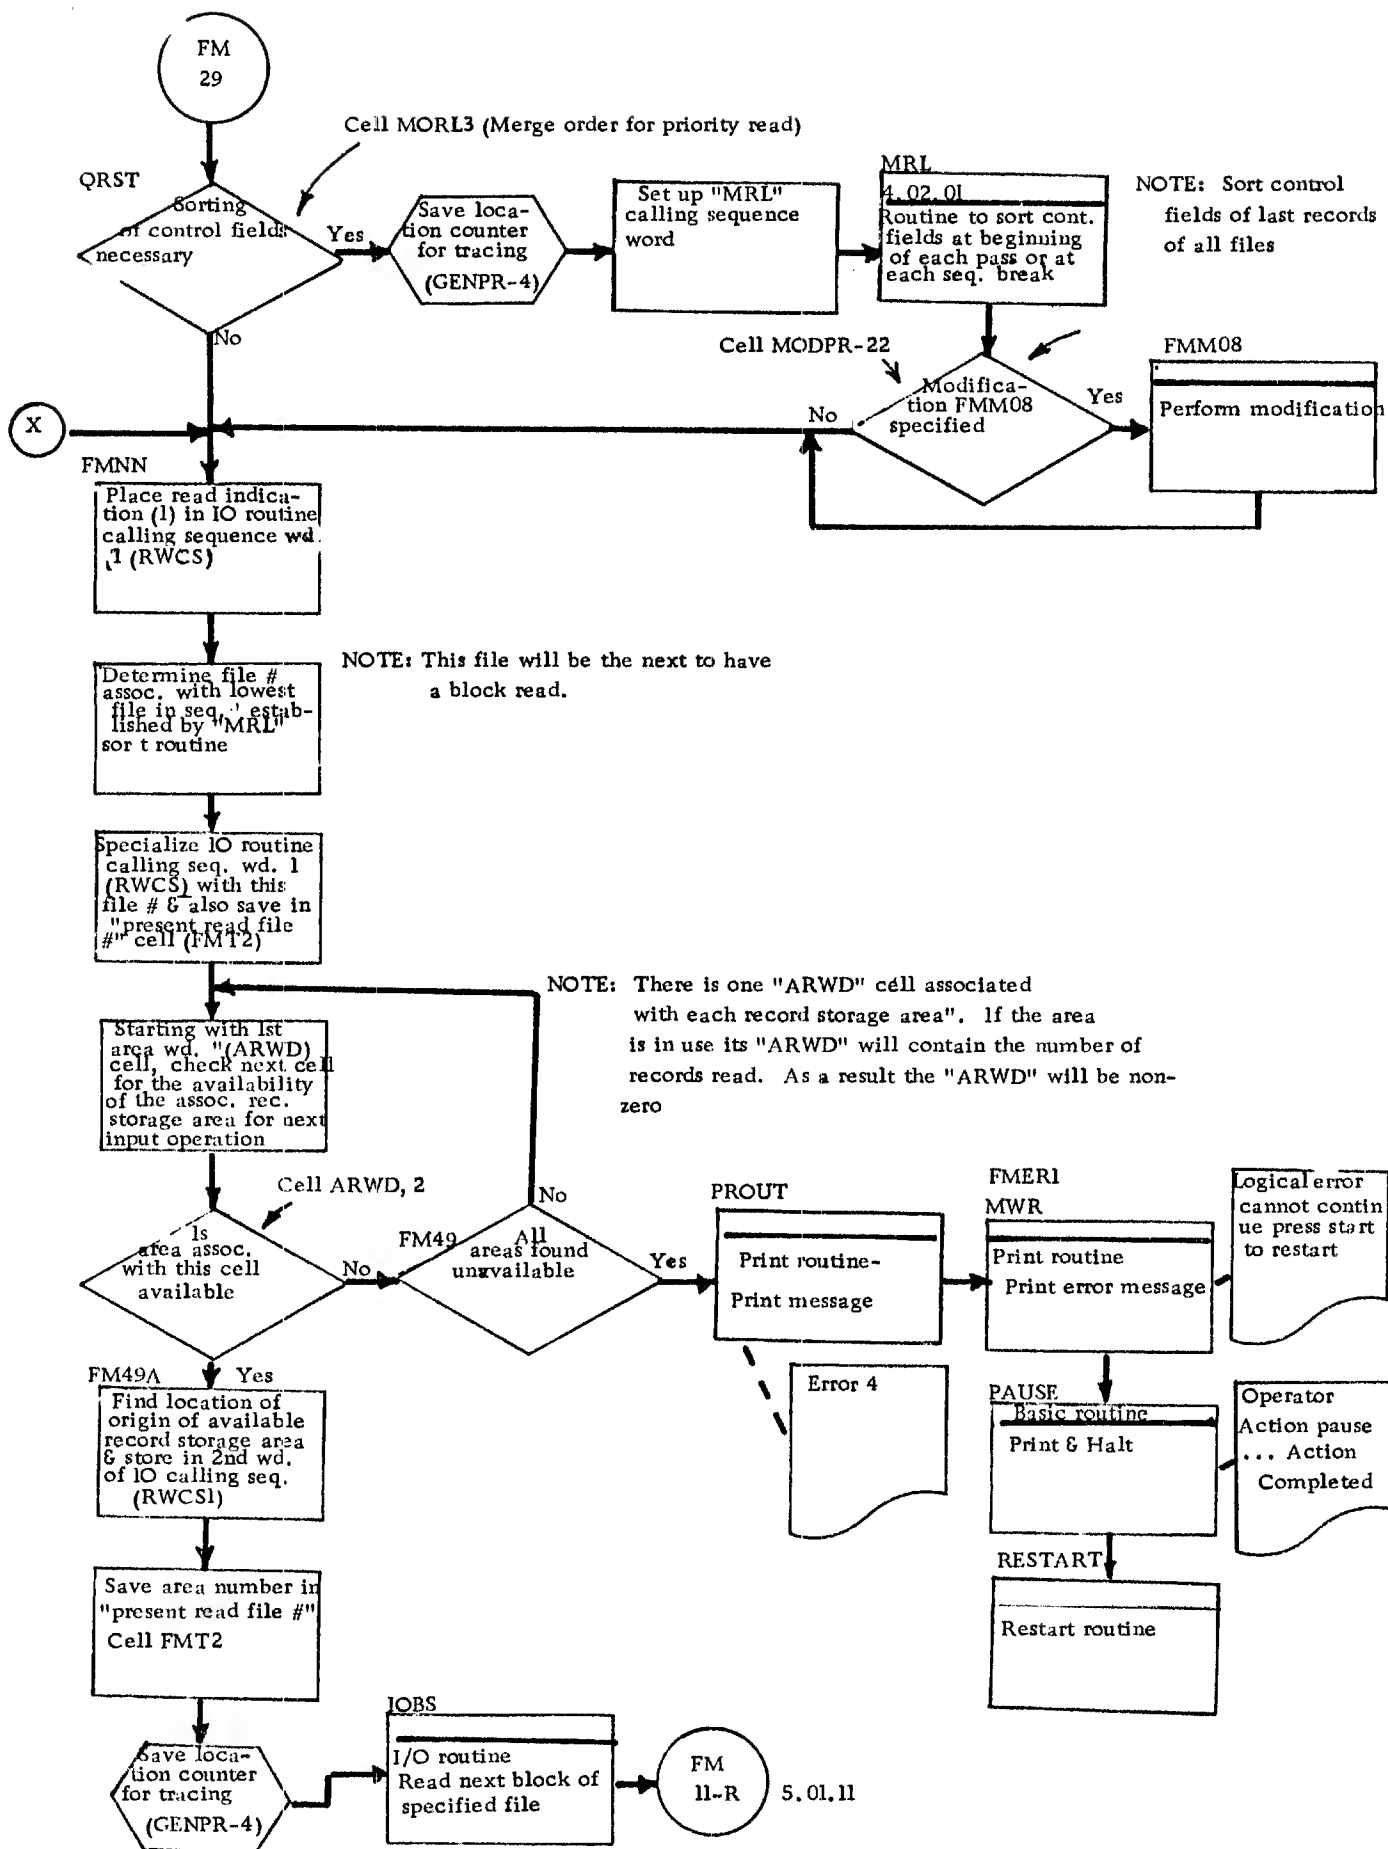 FM
29
Cell MORL3 (Merge order for priority read)
QRST
Sorting
of control fields
necessary
Yes
No
Save loca-
tion counter
for tracing
(GENPR-4)
Set up "MRL"
calling sequence
word
MRL
4.02.01
Routine to sort cont.
fields at beginning
of each pass or at
each seq. break
NOTE: Sort control
fields of last records
of all files
Cell MODPR-22
Modifica-
tion FMM08
specified
No
Yes
FMM08
Perform modification
X
FMNN
Place read indica-
tion (1) in IO routine
calling sequence wd.
1 (RWCS)
Determine file #
assoc. with lowest
file in seq. ' estab-
lished by "MRL"
sor t routine
NOTE: This file will be the next to have
a block read.
Specialize IO routine
calling seq. wd. 1
(RWCS) with this
file # & also save in
"present read file
#" cell (FMT2)
NOTE: There is one "ARWD" cell associated
with each record storage area". If the area
is in use its "ARWD" will contain the number of
records read. As a result the "ARWD" will be non-
zero
Starting with 1st
area wd. "(ARWD)
cell, check next cell
for the availability
of the assoc. rec.
storage area for next
input operation
Cell ARWD, 2
Is
area assoc.
with this cell
available
No
Yes
FM49
All
areas found
unavailable
No
Yes
PROUT
Print routine-
Print message
Error 4
FMER1
MWR
Print routine
Print error message
Logical error
cannot contin
ue press start
to restart
PAUSE
Basic routine
Print & Halt
Operator
Action pause
... Action
Completed
RESTART
Restart routine
FM49A
Find location of
origin of available
record storage area
& store in 2nd wd.
of IO calling seq.
(RWCS1)
Save area number in
"present read file #"
Cell FMT2
Save loca-
tion counter
for tracing
(GENPR-4)
IOBS
I/O routine
Read next block of
specified file
FM
11-R
5.01.11